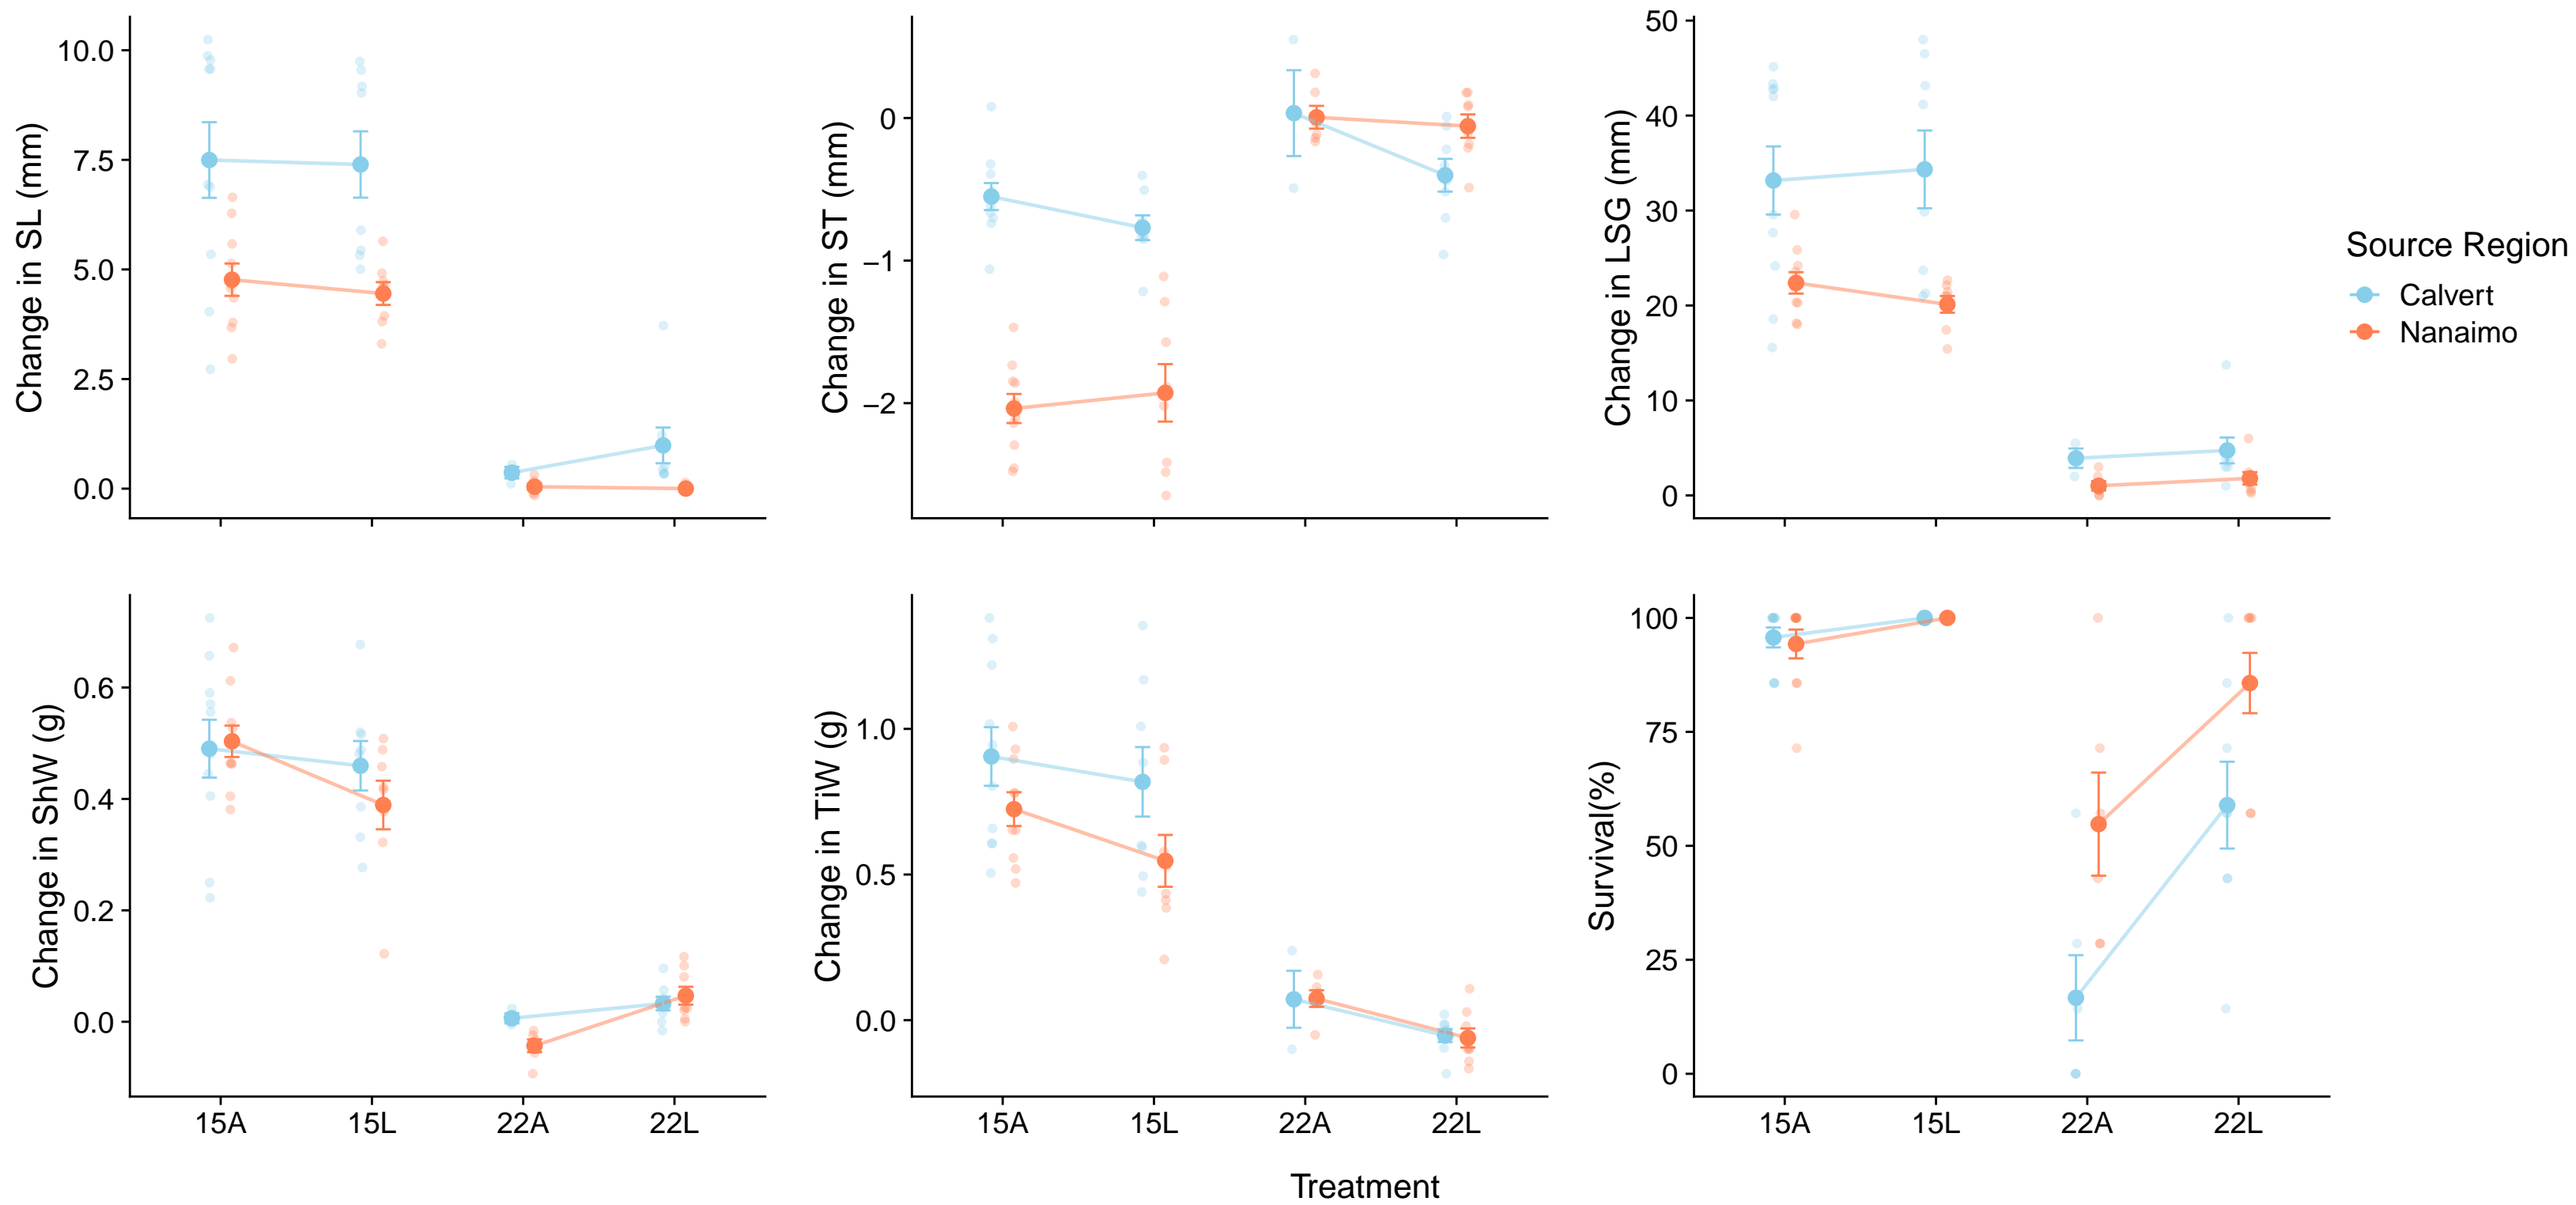 Change in SL (mm)
10.0
7.5
5.0
2.5
0.0
Change in ST (mm)
0
−1
−2
Change in LSG (mm)
50
40
30
20
10
0
Source Region
Calvert
Nanaimo
Change in ShW (g)
0.6
0.4
0.2
0.0
15A 15L 22A 22L
Change in TiW (g)
1.0
0.5
0.0
15A 15L 22A 22L
Survival(%)
100
75
50
25
0
15A 15L 22A 22L
Treatment